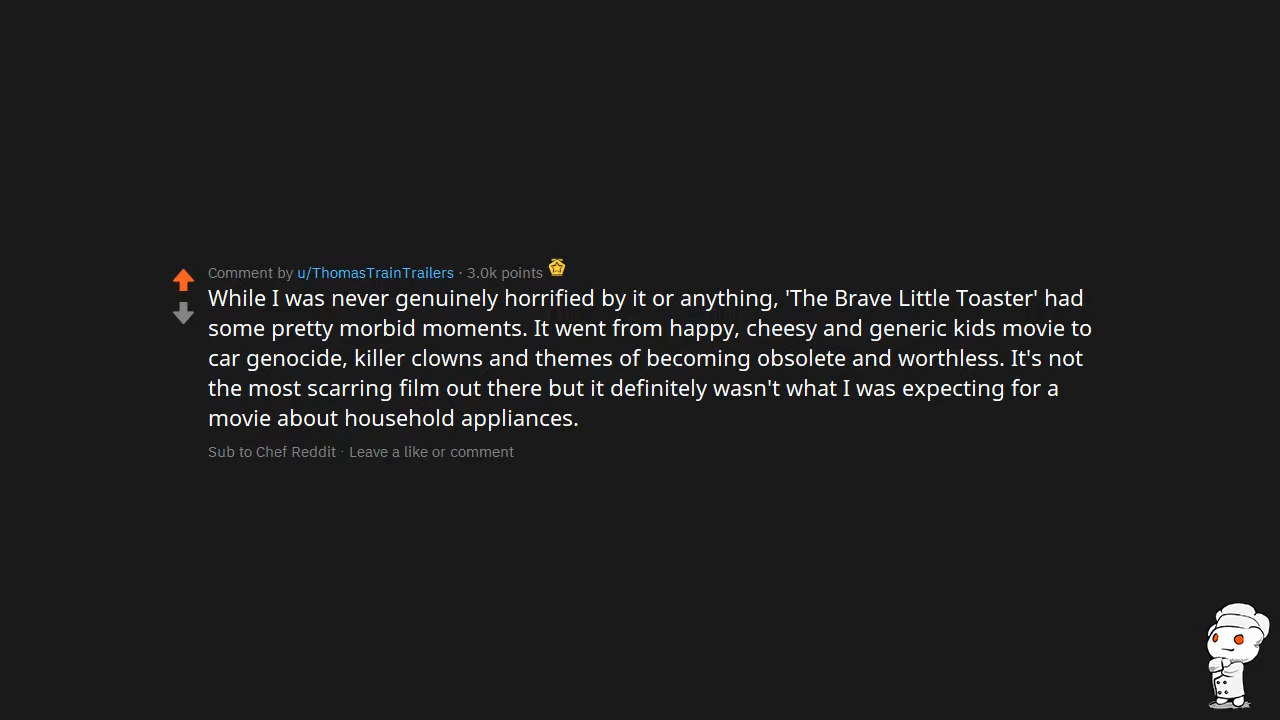 Comment by u/ThomasTrainTrailers · 3.0k points
While I was never genuinely horrified by it or anything, 'The Brave Little Toaster' had
some pretty morbid moments. It went from happy, cheesy and generic kids movie to
car genocide, killer clowns and themes of becoming obsolete and worthless. It's not
the most scarring film out there but it definitely wasn't what I was expecting for a
movie about household appliances.
Sub to Chef Reddit · Leave a like or comment